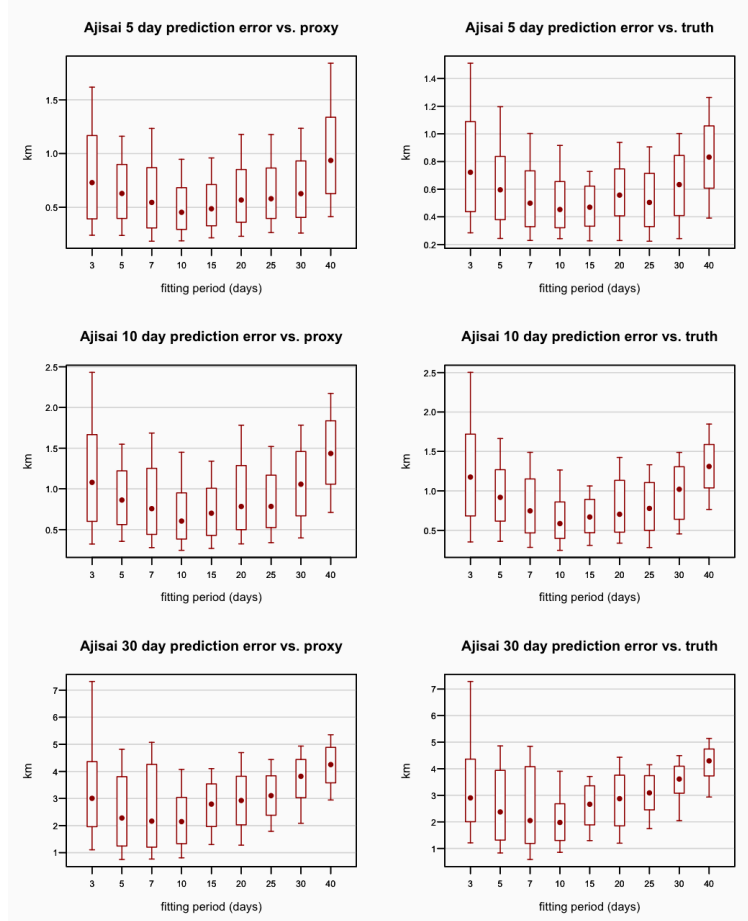 Ajisai 5 day prediction error vs. proxy
km
1.5
1.0
0.5
3 5 7 10 15 20 25 30 40
fitting period (days)
Ajisai 5 day prediction error vs. truth
km
1.4
1.2
1.0
0.8
0.6
0.4
0.2
3 5 7 10 15 20 25 30 40
fitting period (days)
Ajisai 10 day prediction error vs. proxy
km
2.5
2.0
1.5
1.0
0.5
3 5 7 10 15 20 25 30 40
fitting period (days)
Ajisai 10 day prediction error vs. truth
km
2.5
2.0
1.5
1.0
0.5
3 5 7 10 15 20 25 30 40
fitting period (days)
Ajisai 30 day prediction error vs. proxy
km
7
6
5
4
3
2
1
3 5 7 10 15 20 25 30 40
fitting period (days)
Ajisai 30 day prediction error vs. truth
km
7
6
5
4
3
2
1
3 5 7 10 15 20 25 30 40
fitting period (days)